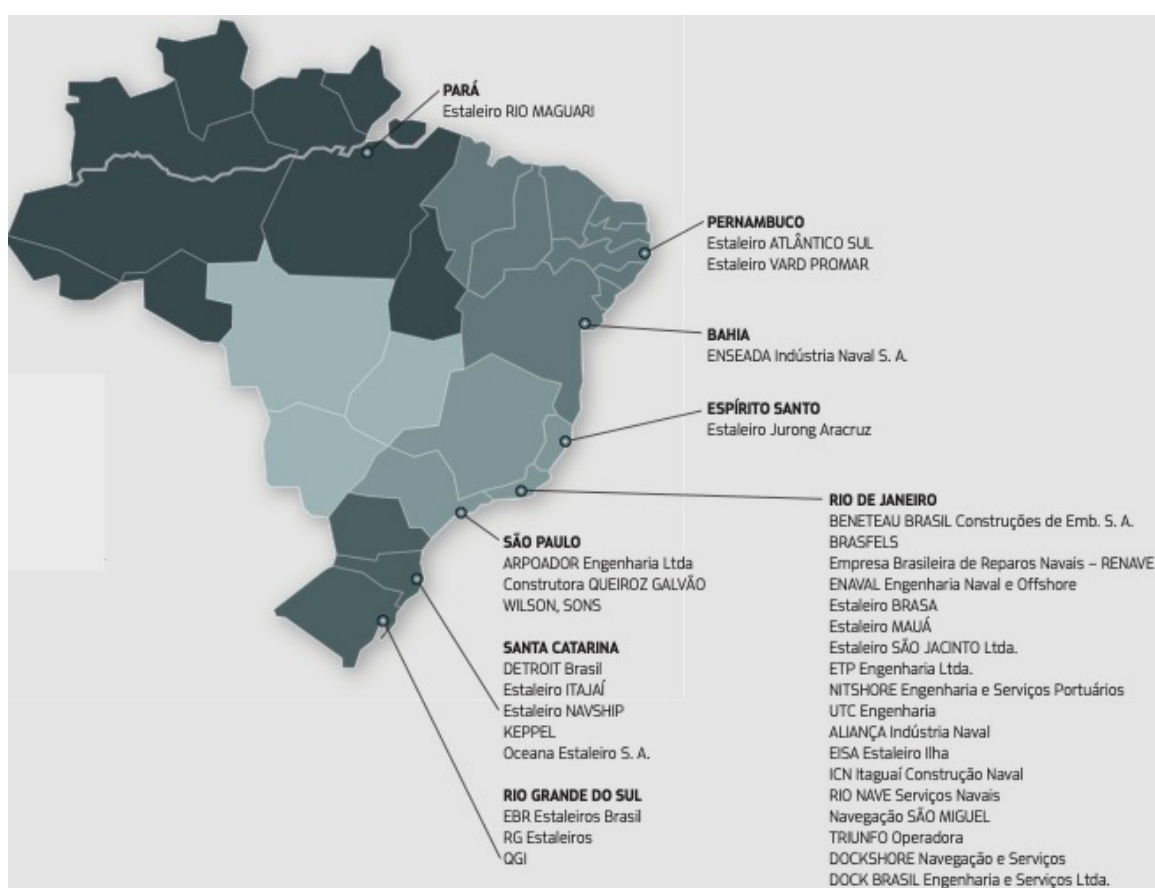 PARÁ
Estaleiro RIO MAGUARI
PERNAMBUCO
Estaleiro ATLÂNTICO SUL
Estaleiro VARD PROMAR
BAHIA
ENSEADA Indústria Naval S. A.
ESPÍRITO SANTO
Estaleiro Jurong Aracruz
RIO DE JANEIRO
BENETEAU BRASIL Construções de Emb. S. A.
BRASFELS
Empresa Brasileira de Reparos Navais – RENAVE
ENAVAL Engenharia Naval e Offshore
Estaleiro BRASA
Estaleiro MAUÁ
Estaleiro SÃO JACINTO Ltda.
ETP Engenharia Ltda.
NITSHORE Engenharia e Serviços Portuários
UTC Engenharia
ALIANÇA Indústria Naval
EISA Estaleiro Ilha
ICN Itaguaí Construção Naval
RIO NAVE Serviços Navais
Navegação SÃO MIGUEL
TRIUNFO Operadora
DOCKSHORE Navegação e Serviços
DOCK BRASIL Engenharia e Serviços Ltda.
SÃO PAULO
ARPOADOR Engenharia Ltda
Construtora QUEIROZ GALVÃO
WILSON, SONS
SANTA CATARINA
DETROIT Brasil
Estaleiro ITAJAÍ
Estaleiro NAVSHIP
KEPPEL
Oceana Estaleiro S. A.
RIO GRANDE DO SUL
EBR Estaleiros Brasil
RG Estaleiros
QGI